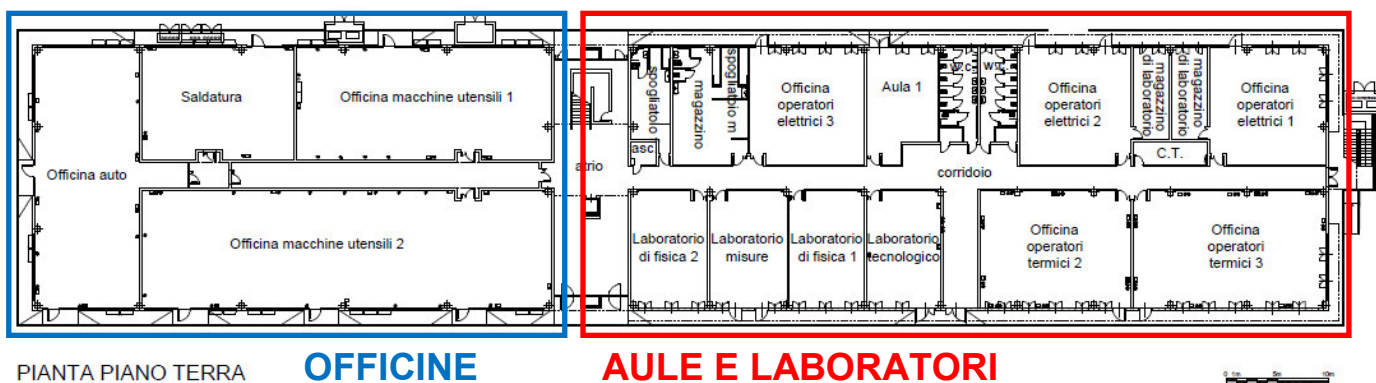 Saldatura
Officina macchine utensili 1
Officina auto
Officina macchine utensili 2
atrio
spogliatoio
asc.
magazzino
spogliatoio m
Officina
operatori
elettrici 3
Aula 1
w.c.
w.c.
Officina
operatori
elettrici 2
magazzino
di laboratorio
magazzino
di laboratorio
Officina
operatori
elettrici 1
C.T.
corridoio
Laboratorio
di fisica 2
Laboratorio
misure
Laboratorio
di fisica 1
Laboratorio
tecnologico
Officina
operatori
termici 2
Officina
operatori
termici 3
PIANTA PIANO TERRA
OFFICINE
AULE E LABORATORI
0 1m 5m 10m